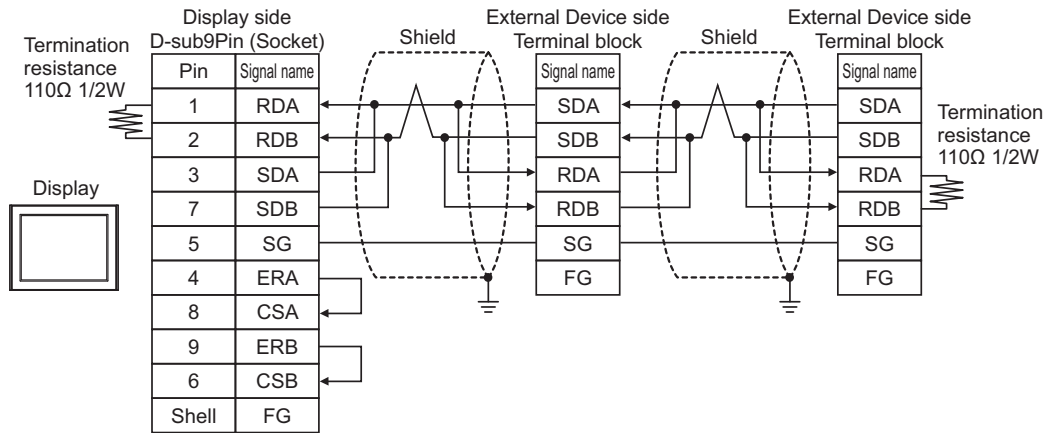 Display side
D-sub9Pin (Socket)
Termination
resistance
110Ω 1/2W
Shield
External Device side
Terminal block
Shield
External Device side
Terminal block
Pin Signal name
1 RDA
2 RDB
3 SDA
7 SDB
5 SG
4 ERA
8 CSA
9 ERB
6 CSB
Shell FG
Display
Signal name
SDA
SDB
RDA
RDB
SG
FG
Signal name
SDA
SDB
RDA
RDB
SG
FG
Termination
resistance
110Ω 1/2W